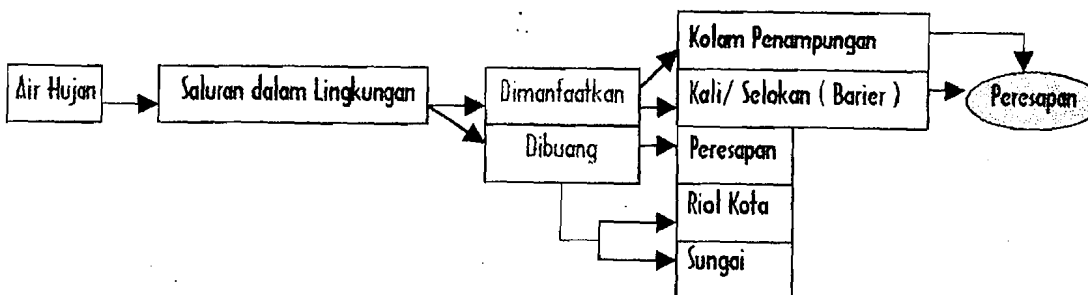 Air Hujan
Saluran dalam Lingkungan
Dimanfaatkan
Dibuang
Kolam Penampungan
Kali/ Selokan ( Barier )
Peresapan
Riol Kota
Sungai
Peresapan